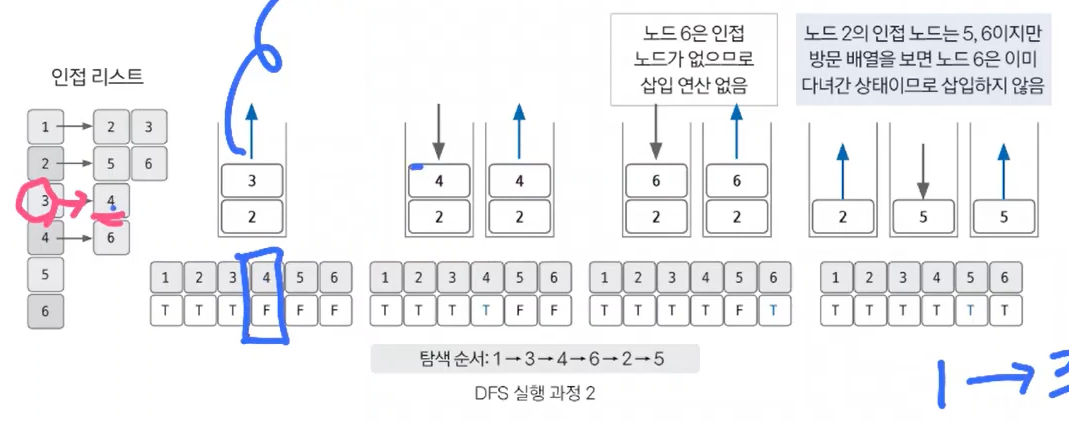 노드 6은 인접
노드가 없으므로
삽입 연산 없음
노드 2의 인접 노드는 5, 6이지만
방문 배열을 보면 노드 6은 이미
다녀간 상태이므로 삽입하지 않음
인접 리스트
1 2 3
2 5 6
3 4
4 6
5
6
3
2
4
2
4
2
6
2
6
2
2
5
5
1 2 3 4 5 6
T T T F F F
1 2 3 4 5 6
T T T T F F
1 2 3 4 5 6
T T T T F T
1 2 3 4 5 6
T T T T T T
탐색 순서: 1→3→4→6→2→5
DFS 실행 과정 2
1→3